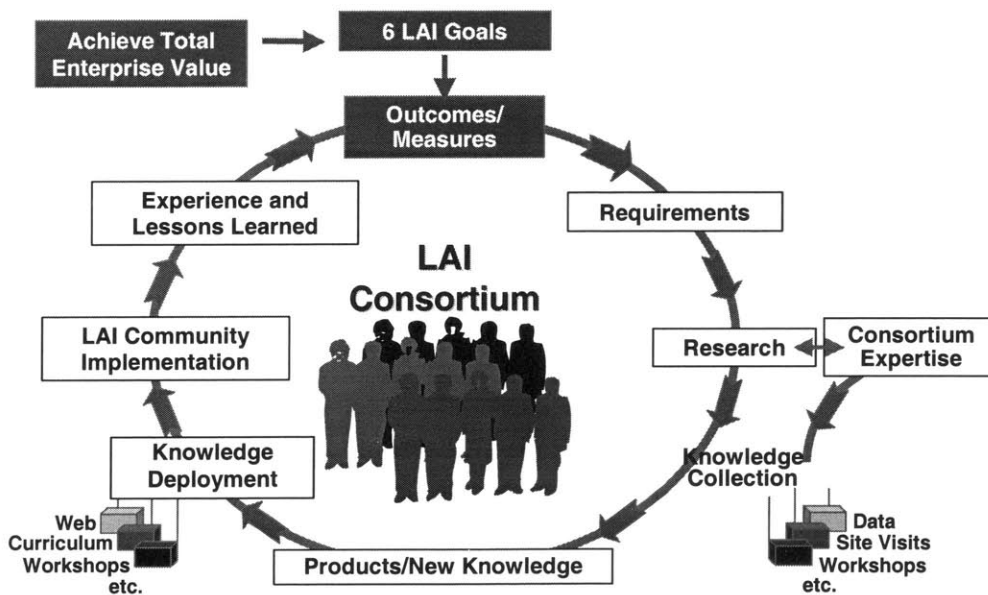 Achieve Total
Enterprise Value
6 LAI Goals
Outcomes/
Measures
Experience and
Lessons Learned
Requirements
LAI
Consortium
LAI Community
Implementation
Research
Consortium
Expertise
Knowledge
Deployment
Knowledge
Collection
Web
Curriculum
Workshops
etc.
Products/New Knowledge
Data
Site Visits
Workshops
etc.